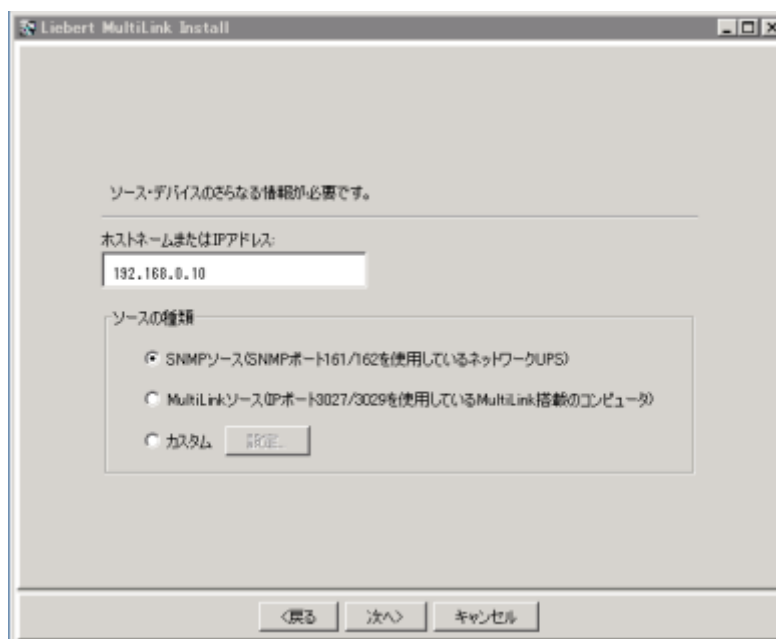 Liebert MultiLink Install
ソース・デバイスのさらなる情報が必要です。
ホストネームまたはIPアドレス:
192.168.0.10
ソースの種類
SNMPソース(SNMPポート161/162を使用しているネットワークUPS)
MultiLinkソース(IPポート3027/3029を使用しているMultiLink搭載のコンピュータ)
カスタム 設定...
<戻る 次へ> キャンセル